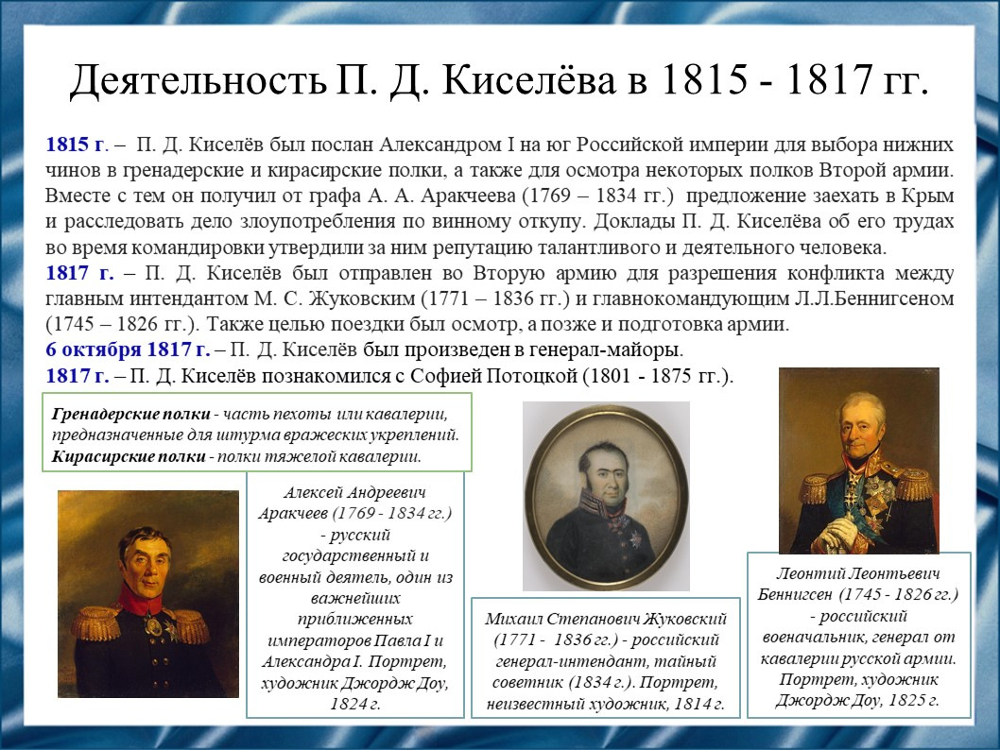 Деятельность П. Д. Киселёва в 1815 - 1817 гг.
1815 г. – П. Д. Киселёв был послан Александром I на юг Российской империи для выбора нижних
чинов в гренадерские и кирасирские полки, а также для осмотра некоторых полков Второй армии.
Вместе с тем он получил от графа А. А. Аракчеева (1769 – 1834 гг.) предложение заехать в Крым
и расследовать дело злоупотребления по винному откупу. Доклады П. Д. Киселёва об его трудах
во время командировки утвердили за ним репутацию талантливого и деятельного человека.
1817 г. – П. Д. Киселёв был отправлен во Вторую армию для разрешения конфликта между
главным интендантом М. С. Жуковским (1771 – 1836 гг.) и главнокомандующим Л.Л.Беннигсеном
(1745 – 1826 гг.). Также целью поездки был осмотр, а позже и подготовка армии.
6 октября 1817 г. – П. Д. Киселёв был произведен в генерал-майоры.
1817 г. – П. Д. Киселёв познакомился с Софией Потоцкой (1801 - 1875 гг.).
Гренадерские полки - часть пехоты или кавалерии,
предназначенные для штурма вражеских укреплений.
Кирасирские полки - полки тяжелой кавалерии.
Алексей Андреевич
Аракчеев (1769 - 1834 гг.)
- русский
государственный и
военный деятель, один из
важнейших
приближенных
императоров Павла I и
Александра I. Портрет,
художник Джордж Доу,
1824 г.
Михаил Степанович Жуковский
(1771 - 1836 гг.) - российский
генерал-интендант, тайный
советник (1834 г.). Портрет,
неизвестный художник, 1814 г.
Леонтий Леонтьевич
Беннигсен (1745 - 1826 гг.)
- российский
военачальник, генерал от
кавалерии русской армии.
Портрет, художник
Джордж Доу, 1825 г.